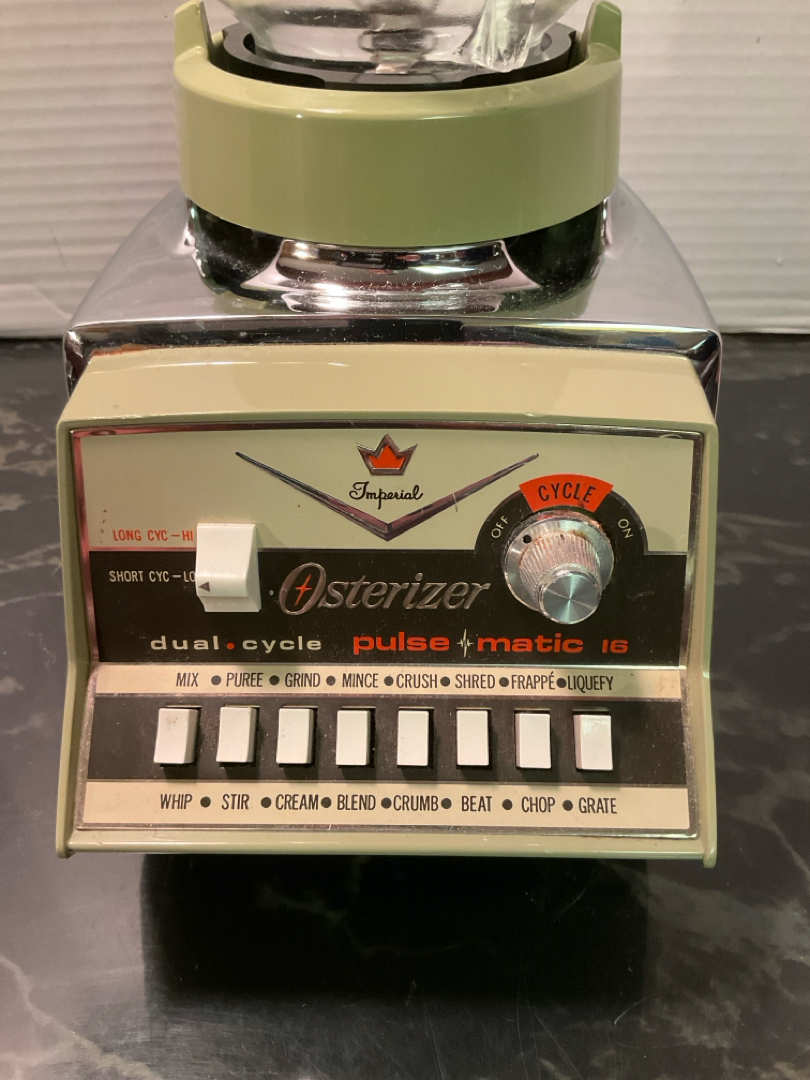 Imperial
CYCLE
OFF
ON
LONG CYC – HI
SHORT CYC – LO
Osterizer
dual • cycle pulse matic 16
MIX • PUREE • GRIND • MINCE • CRUSH • SHRED • FRAPPÉ • LIQUEFY
WHIP • STIR • CREAM • BLEND • CRUMB • BEAT • CHOP • GRATE